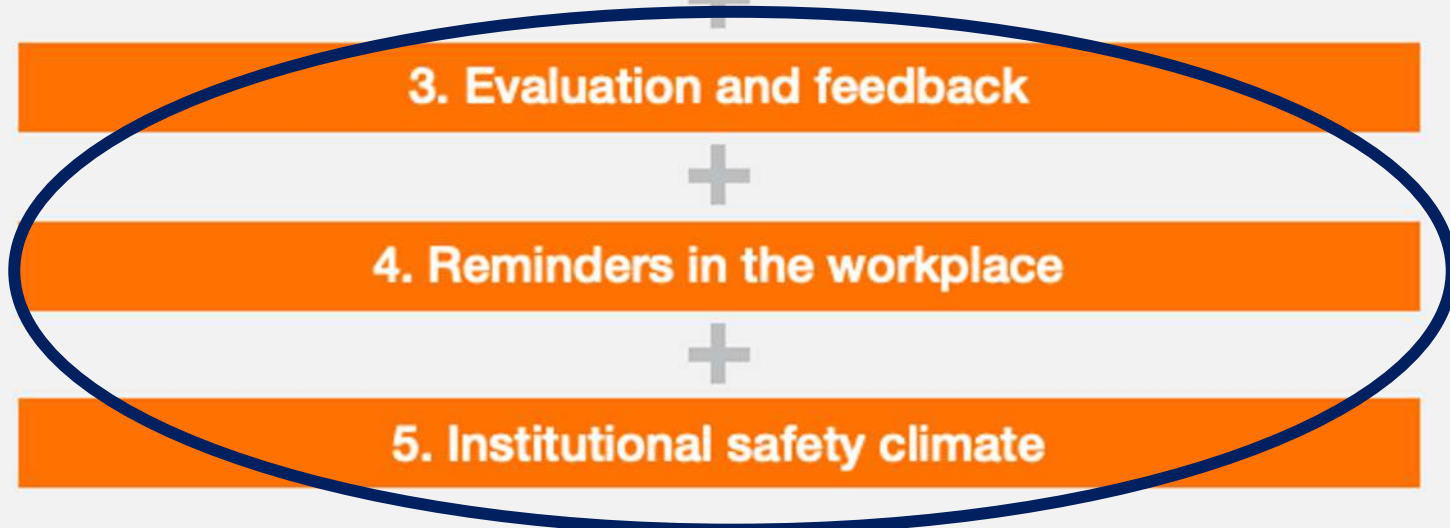 3. Evaluation and feedback
+
4. Reminders in the workplace
+
5. Institutional safety climate